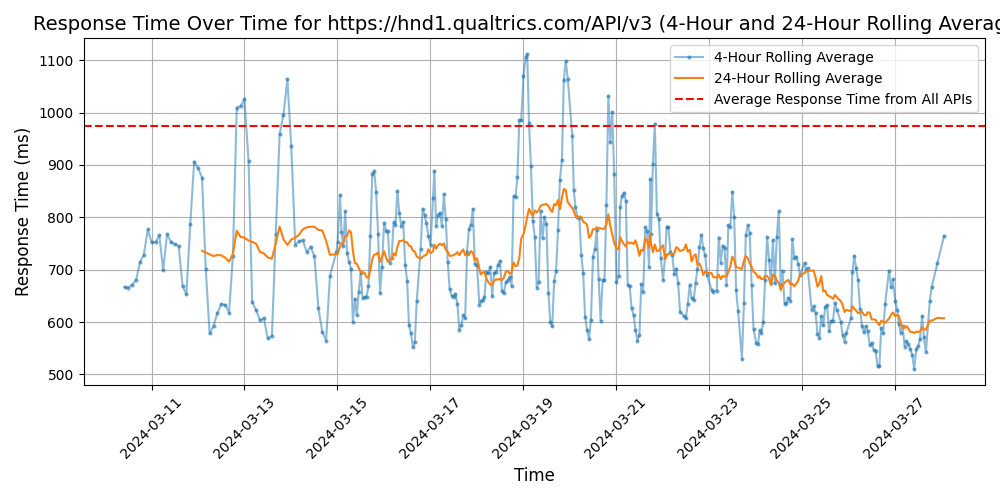 Response Time Over Time for https://hnd1.qualtrics.com/API/v3 (4-Hour and 24-Hour Rolling Averag
4-Hour Rolling Average
24-Hour Rolling Average
Average Response Time from All APIs
Response Time (ms)
1100
1000
900
800
700
600
500
2024-03-11
2024-03-13
2024-03-15
2024-03-17
2024-03-19
2024-03-21
2024-03-23
2024-03-25
2024-03-27
Time